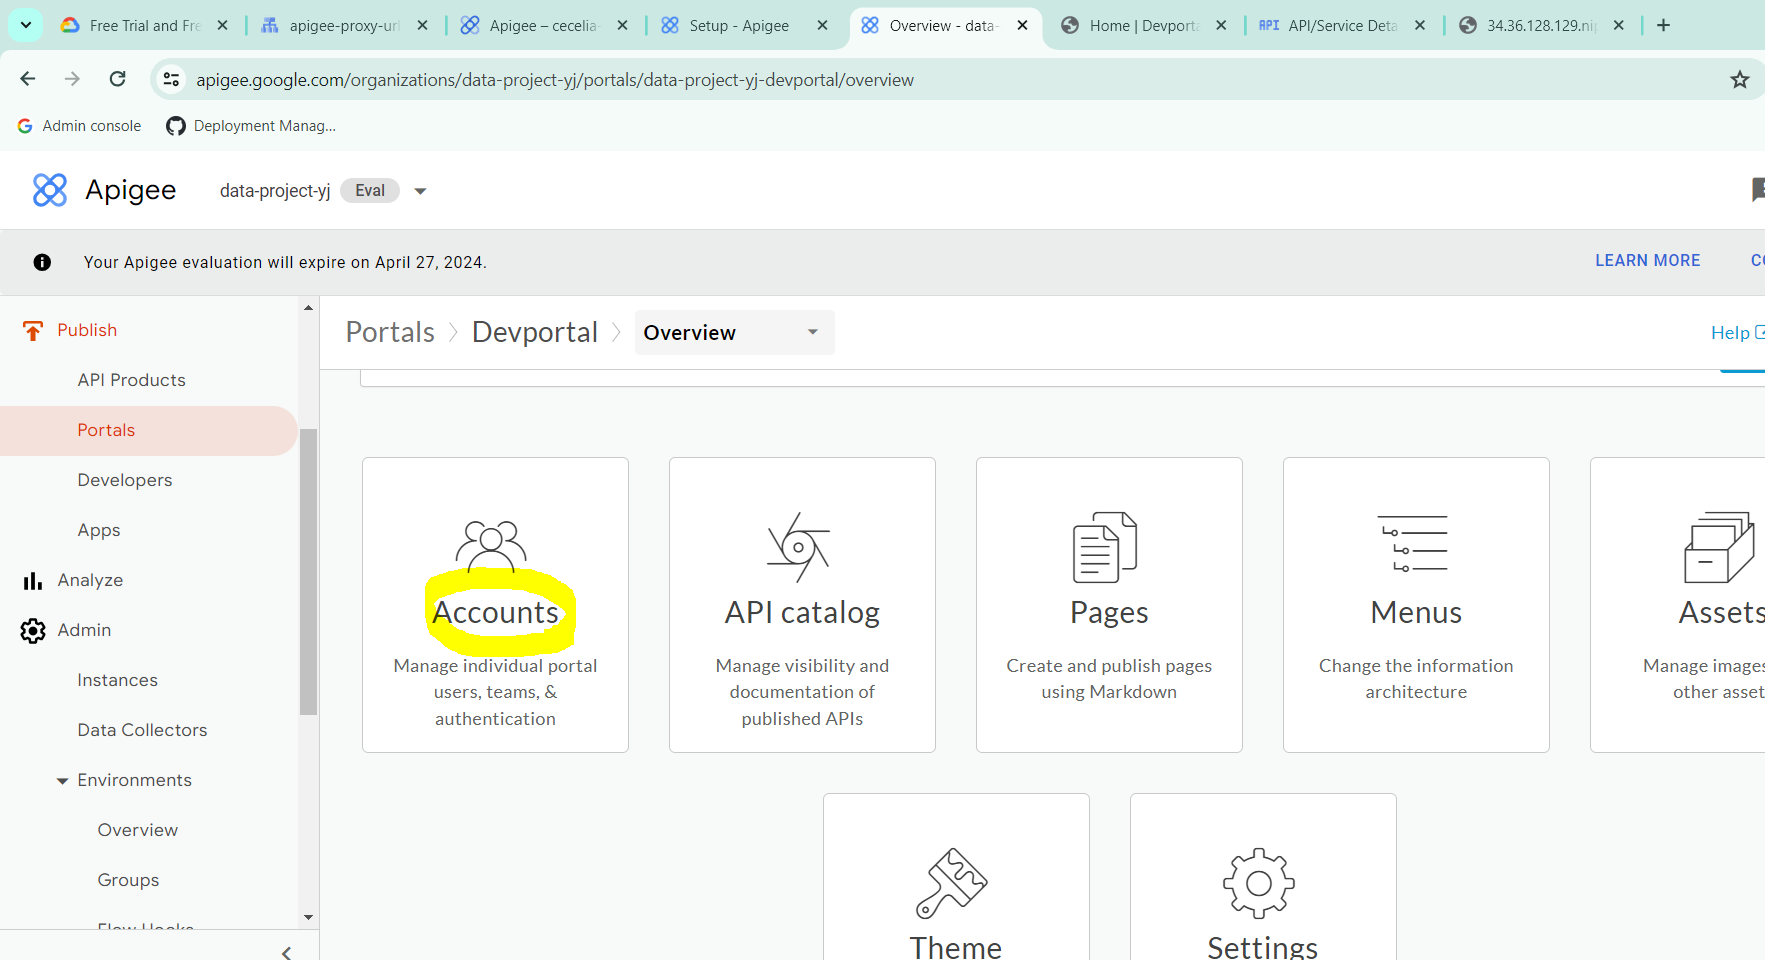 Free Trial and Fre
apigee-proxy-url
Apigee – cecelia-
Setup - Apigee
Overview - data-
Home | Devporta
API API/Service Deta
34.36.128.129.nip
apigee.google.com/organizations/data-project-yj/portals/data-project-yj-devportal/overview
Admin console
Deployment Manag...
Apigee
data-project-yj Eval
Your Apigee evaluation will expire on April 27, 2024.
LEARN MORE
Publish
API Products
Portals
Developers
Apps
Analyze
Admin
Instances
Data Collectors
Environments
Overview
Groups
Flow Hooks
Portals
Devportal
Overview
Help
Accounts
Manage individual portal
users, teams, &
authentication
API catalog
Manage visibility and
documentation of
published APIs
Pages
Create and publish pages
using Markdown
Menus
Change the information
architecture
Assets
Manage images
other asset
Theme
Settings